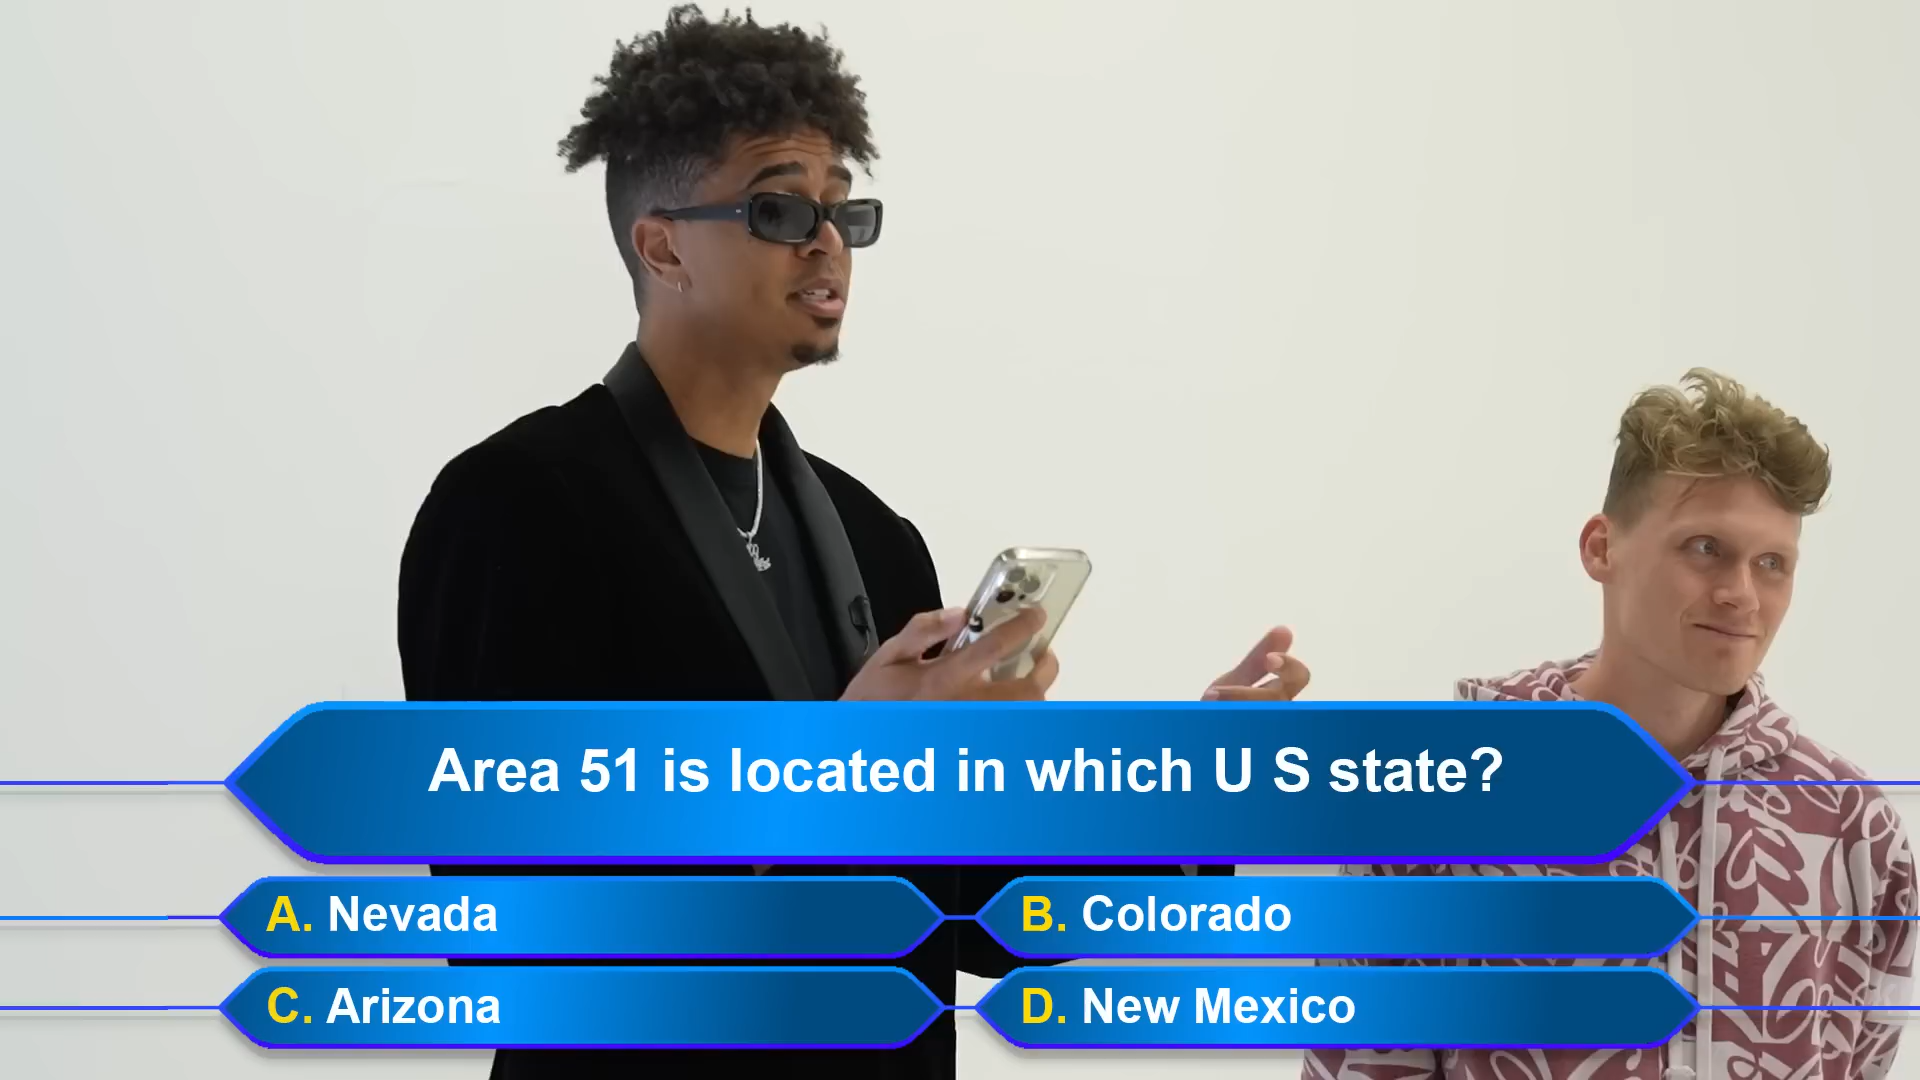 Area 51 is located in which U S state?
A. Nevada
B. Colorado
C. Arizona
D. New Mexico